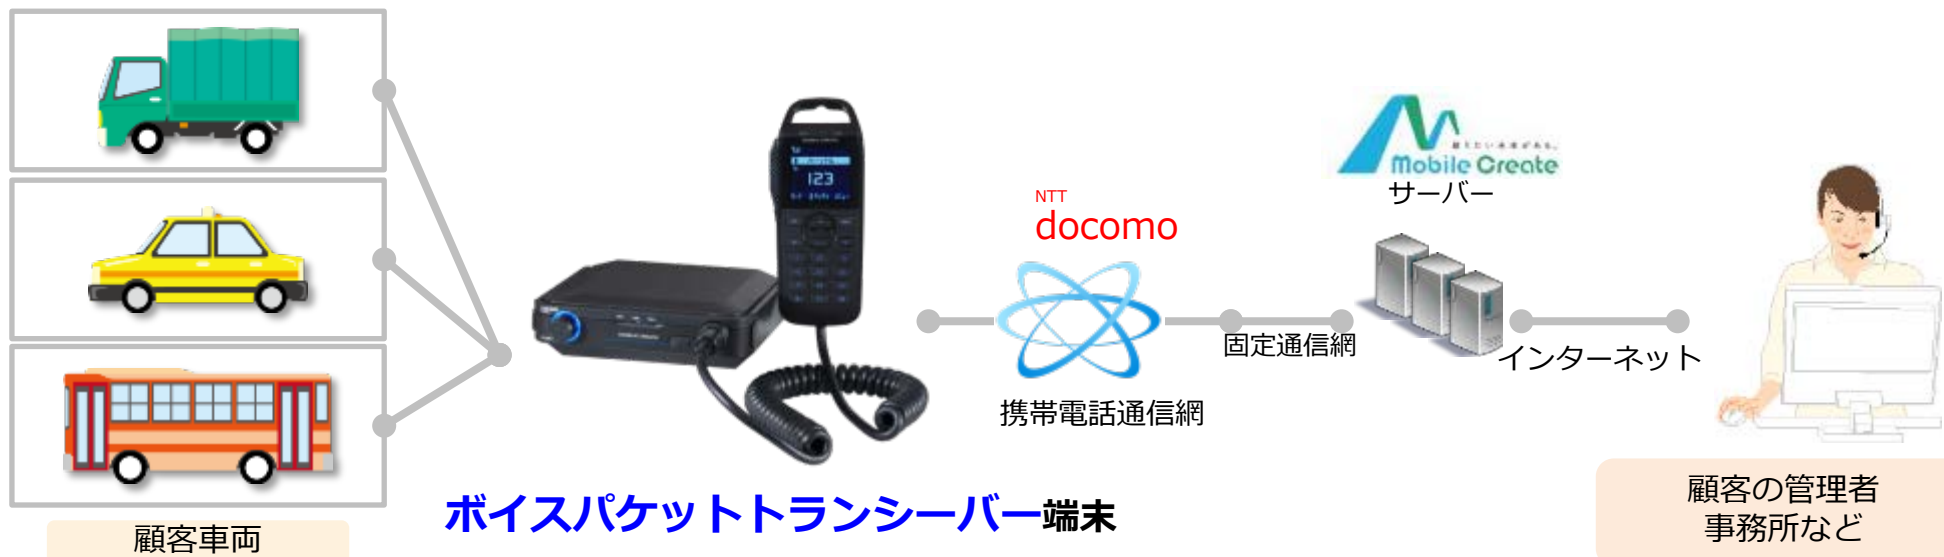 顧客車両
123
ボイスパケットトランシーバー端末
NTT
docomo
携帯電話通信網
固定通信網
Mobile Create
サーバー
インターネット
顧客の管理者
事務所など